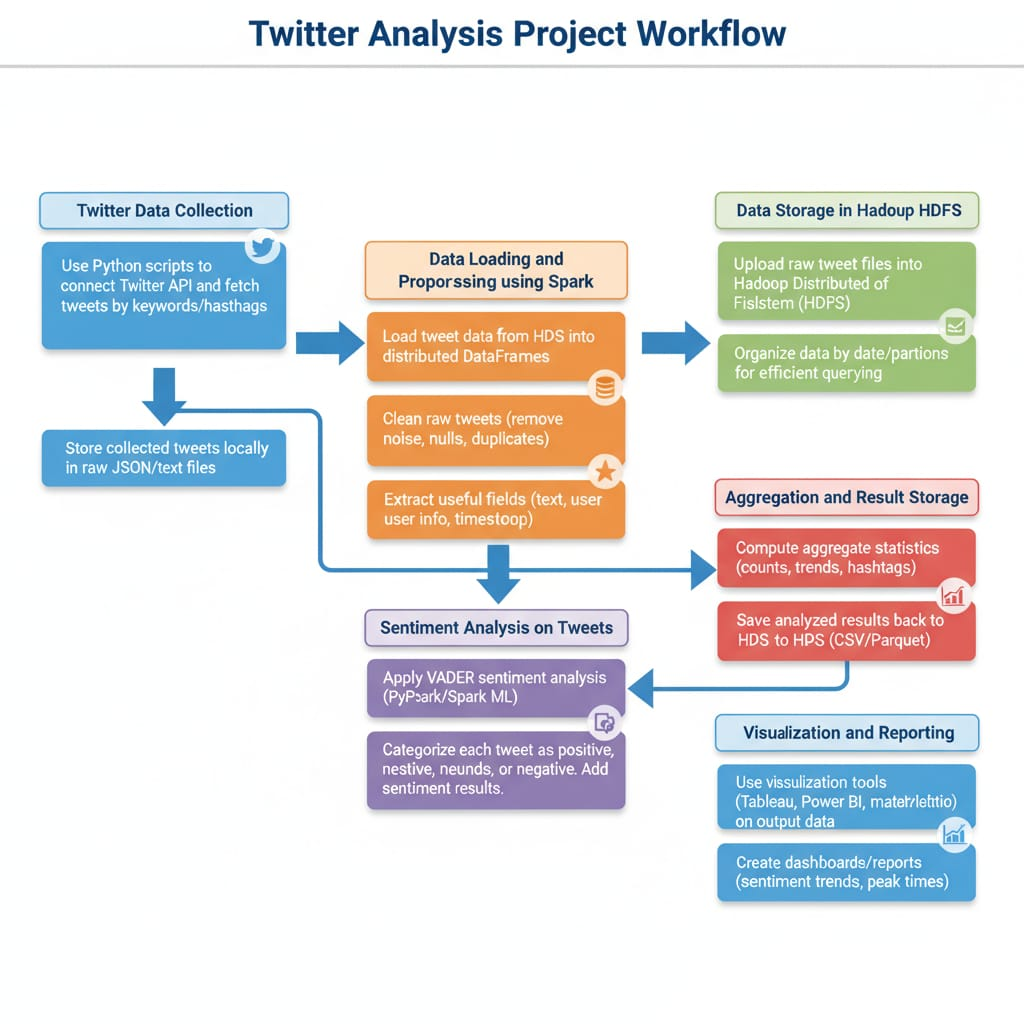 Twitter Analysis Project Workflow
Twitter Data Collection
Use Python scripts to
connect Twitter API and fetch
tweets by keywords/hasthags
Store collected tweets locally
in raw JSON/text files
Data Loading and
Proporssing using Spark
Load tweet data from HDS into
distributed DataFrames
Clean raw tweets (remove
noise, nulls, duplicates)
Extract useful fields (text, user
user info, timestoop)
Sentiment Analysis on Tweets
Apply VADER sentiment analysis
(PyPark/Spark ML)
Categorize each tweet as positive,
nestive, neunds, or negative. Add
sentiment results.
Data Storage in Hadoup HDFS
Upload raw tweet files into
Hadoop Distributed of
Fislstem (HDPS)
Organize data by date/partions
for efficient querying
Aggregation and Result Storage
Compute aggregate statistics
(counts, trends, hashtags)
Save analyzed results back to
HDS to HPS (CSV/Parquet)
Visualization and Reporting
Use vissulization tools
(Tableau, Power BI,
on output data
Create dashboards/reports
(sentiment trends, peak times)